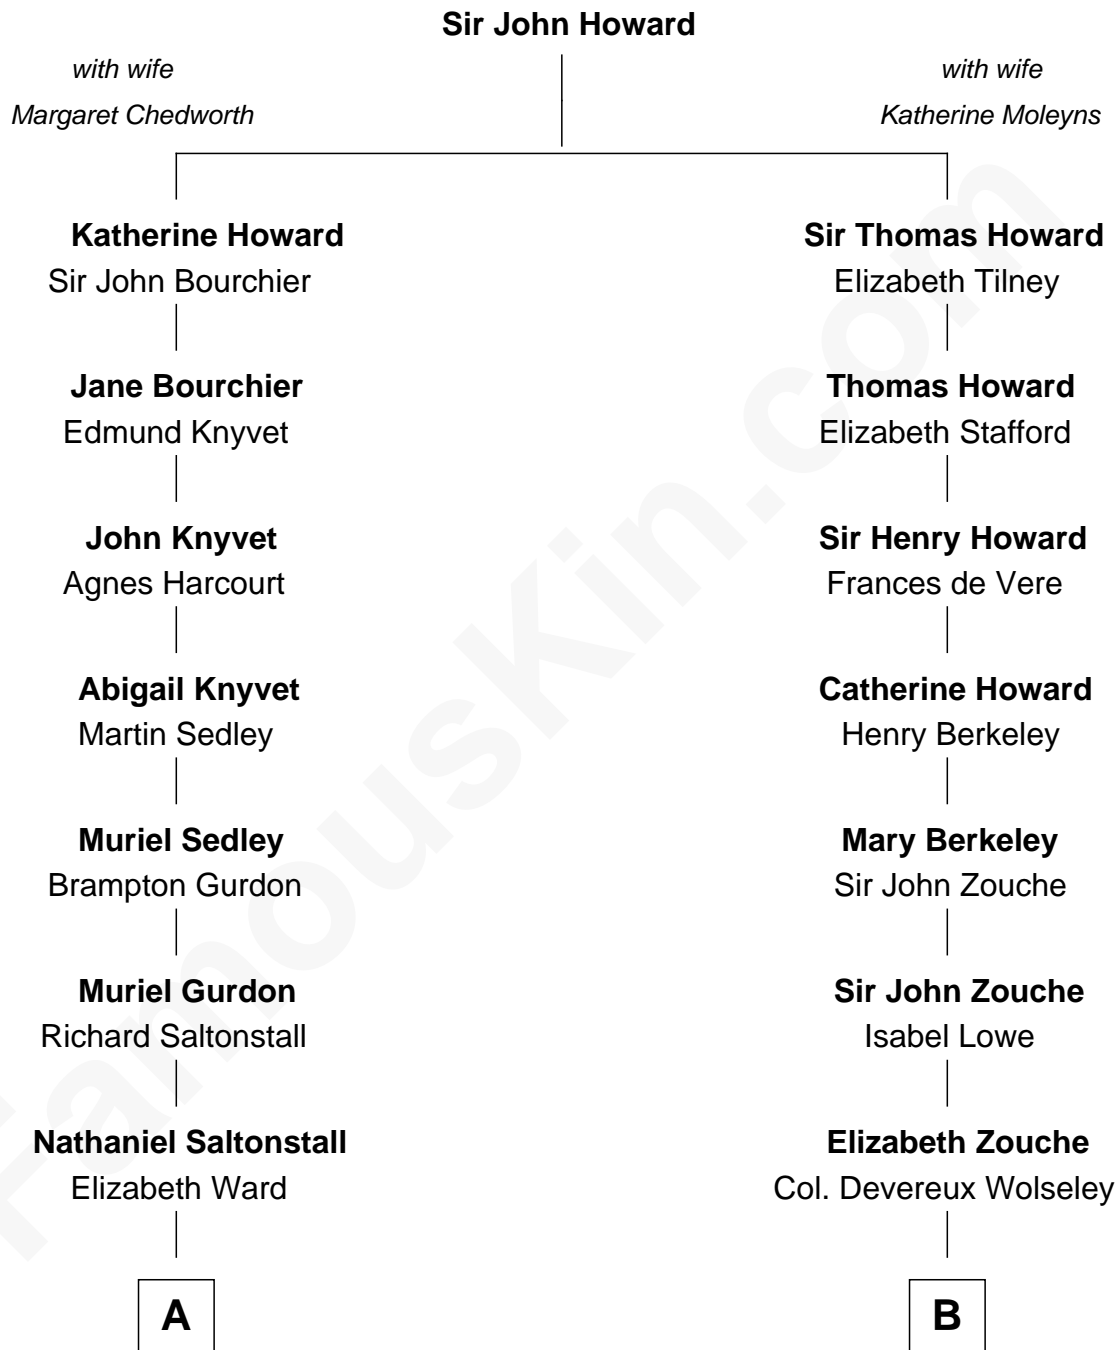 Sir John Howard
with wife
Margaret Chedworth
with wife
Katherine Moleyns
Katherine Howard
Sir John Bourchier
Jane Bourchier
Edmund Knyvet
John Knyvet
Agnes Harcourt
Abigail Knyvet
Martin Sedley
Muriel Sedley
Brampton Gurdon
Muriel Gurdon
Richard Saltonstall
Nathaniel Saltonstall
Elizabeth Ward
A
Sir Thomas Howard
Elizabeth Tilney
Thomas Howard
Elizabeth Stafford
Sir Henry Howard
Frances de Vere
Catherine Howard
Henry Berkeley
Mary Berkeley
Sir John Zouche
Sir John Zouche
Isabel Lowe
Elizabeth Zouche
Col. Devereux Wolseley
B
FamousKin.com